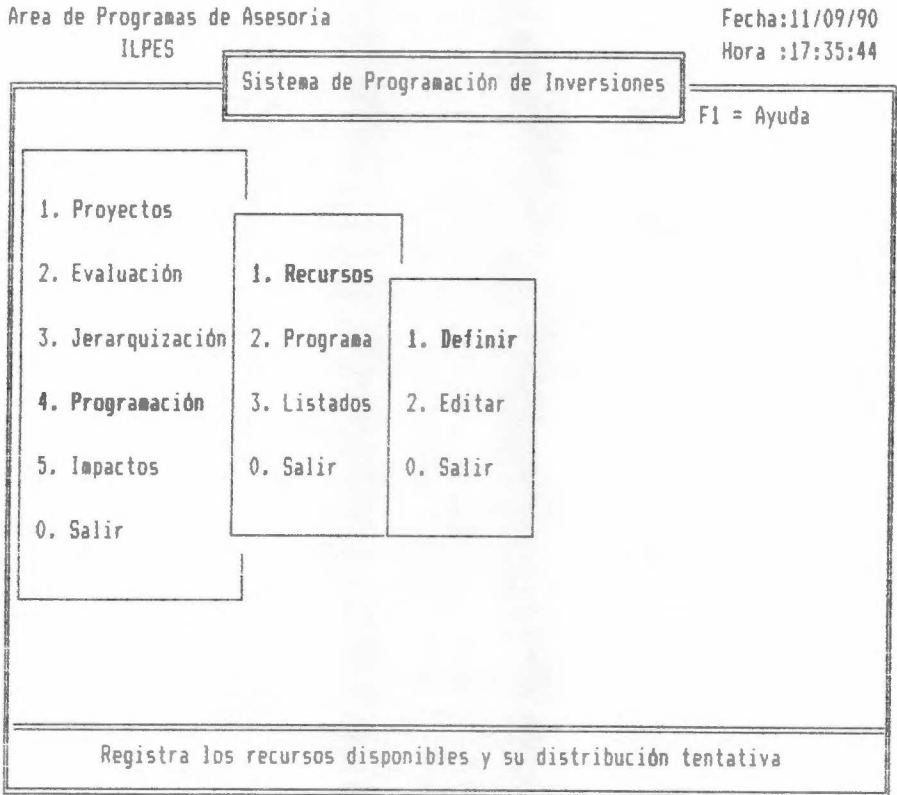 Area de Programas de Asesoria
ILPES
Fecha:11/09/90
Hora :17:35:44
Sistema de Programación de Inversiones
F1 = Ayuda
1. Proyectos
2. Evaluación
3. Jerarquización
4. Programación
5. Impactos
0. Salir
1. Recursos
2. Programa
3. Listados
0. Salir
1. Definir
2. Editar
0. Salir
Registra los recursos disponibles y su distribución tentativa